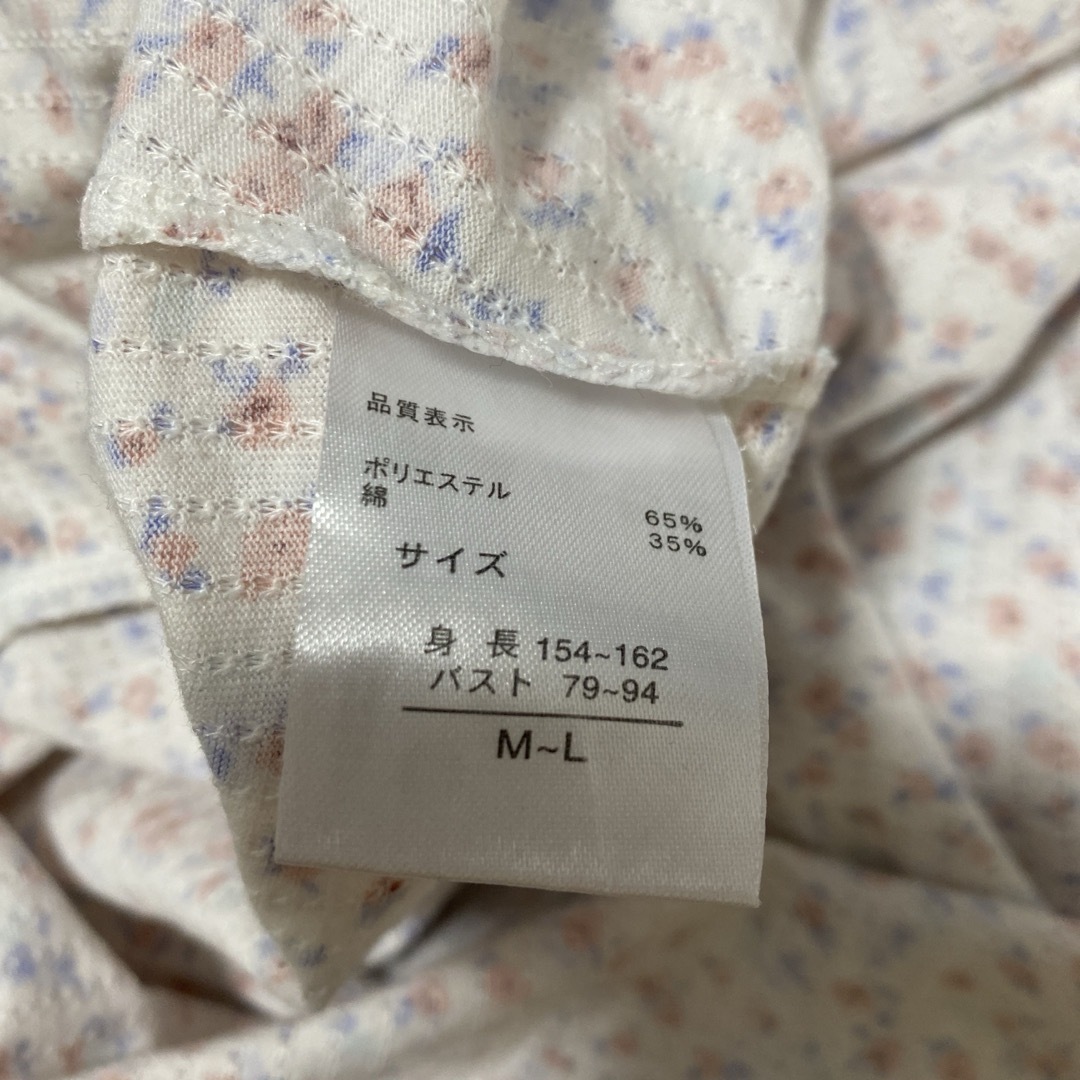 品質表示
ポリエステル 65%
綿 35%
サイズ
身長 154~162
バスト 79~94
M~L